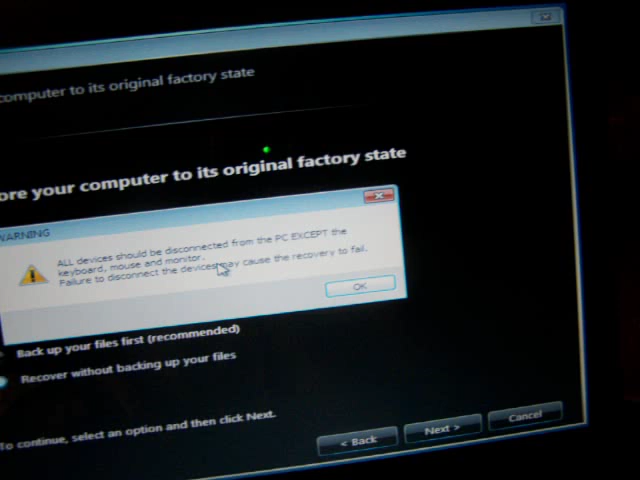 computer to its original factory state
ore your computer to its original factory state
WARNING
ALL devices should be disconnected from the PC EXCEPT the
keyboard, mouse and monitor.
Failure to disconnect the devices may cause the recovery to fail.
OK
Back up your files first (recommended)
Recover without backing up your files
To continue, select an option and then click Next.
< Back
Next >
Cancel